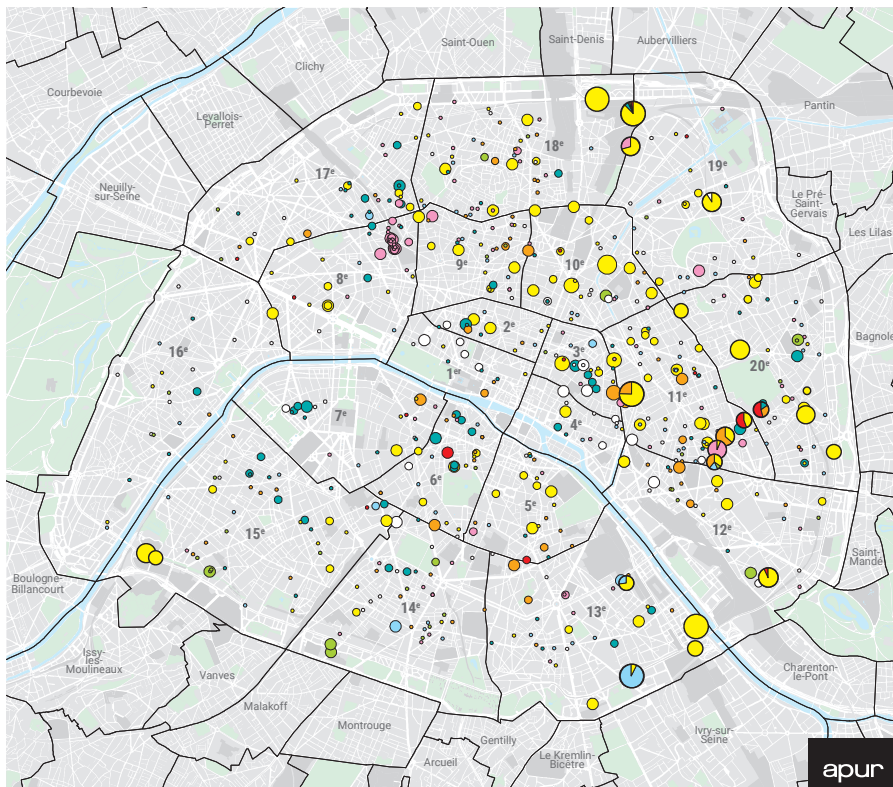 Saint-Ouen
Saint-Denis
Aubervilliers
Clichy
Courbevoie
Levallois-
Perret
Pantin
Neuilly-
sur-Seine
17e
18e
19e
Le Pré-
Saint-
Gervais
Les Lilas
8e
9e
10e
16e
2e
3e
1er
Bagnolet
20e
11e
7e
4e
6e
5e
15e
12e
Saint-
Mandé
Boulogne-
Billancourt
14e
13e
Issy-
les-
Moulineaux
Vanves
Charenton-
le-Pont
Malakoff
Montrouge
Gentilly
Ivry-sur-
Seine
Arcueil
Le Kremlin-
Bicêtre
apur